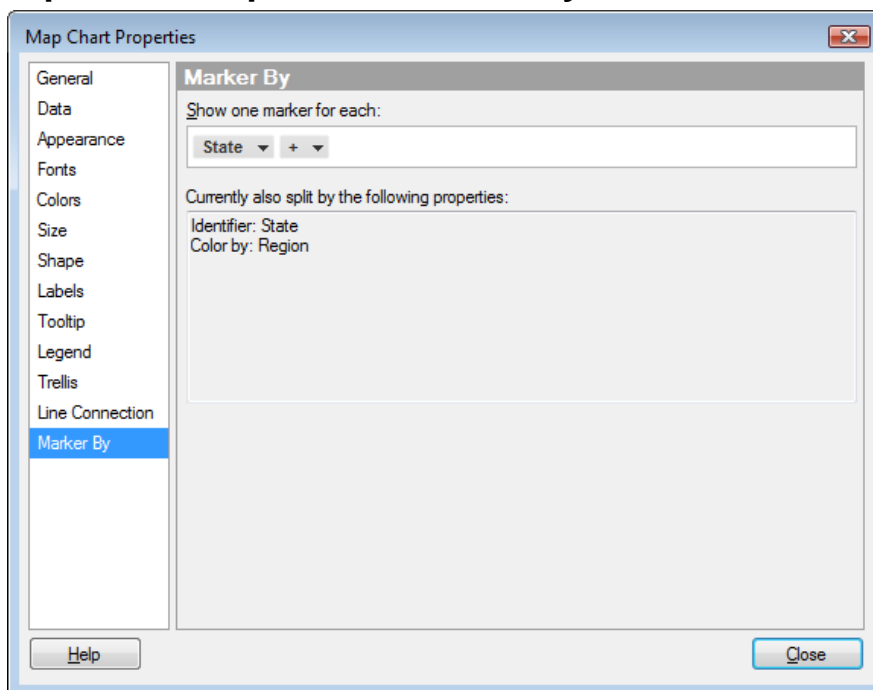 Map Chart Properties
General
Data
Appearance
Fonts
Colors
Size
Shape
Labels
Tooltip
Legend
Trellis
Line Connection
Marker By
Marker By
Show one marker for each:
State +
Currently also split by the following properties:
Identifier: State
Color by: Region
Help
Close